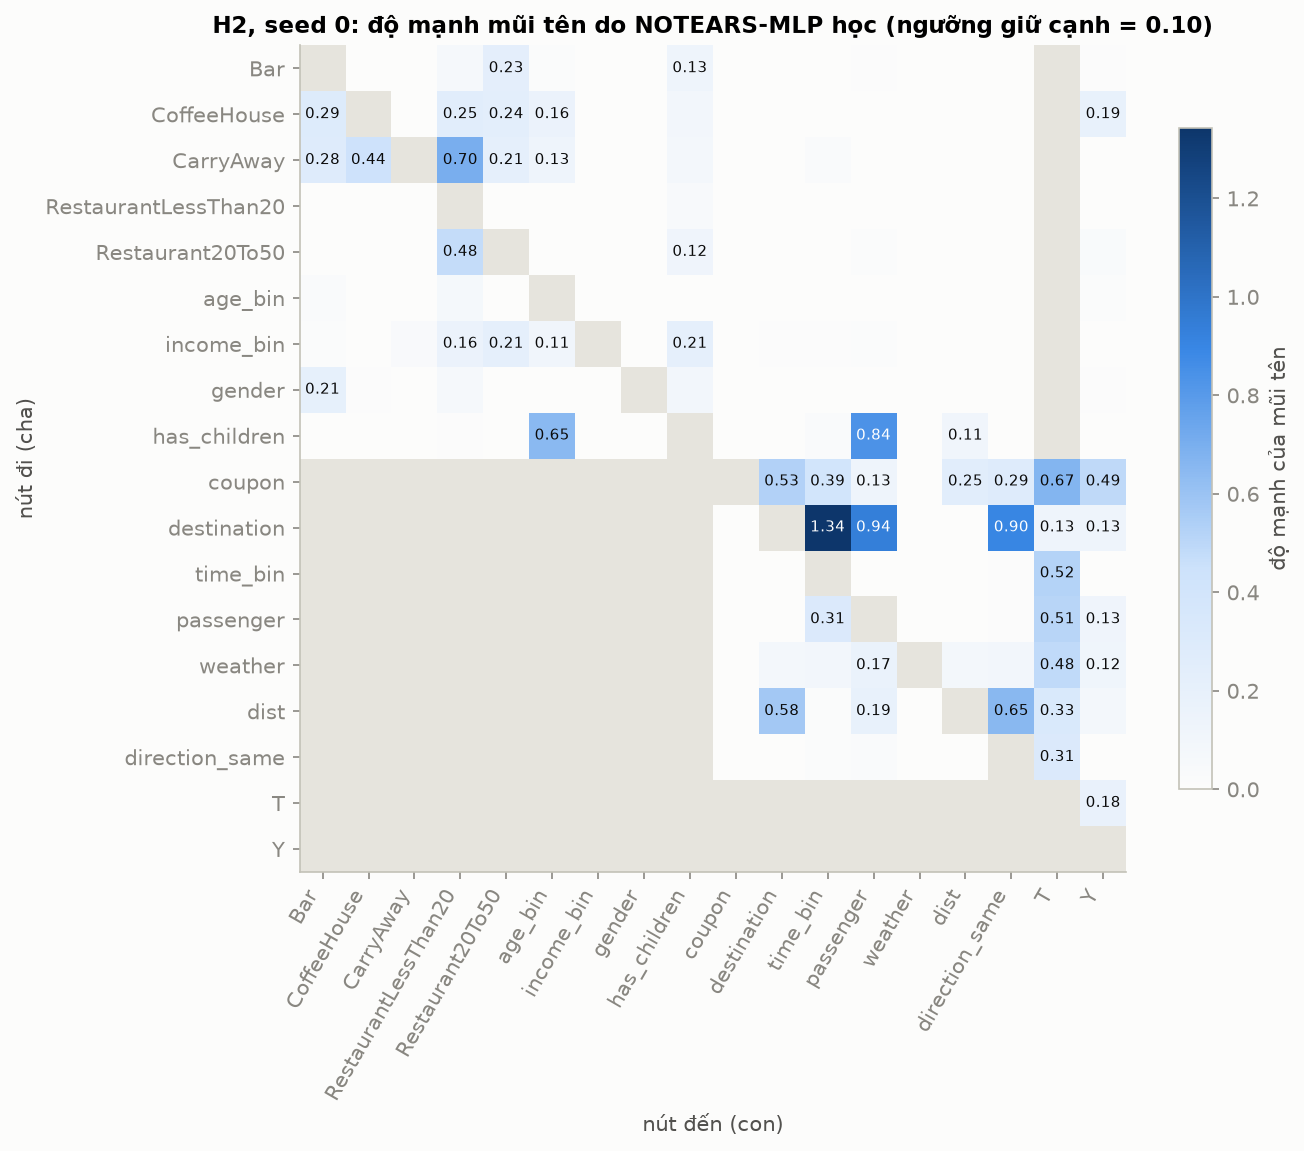 H2, seed 0: độ mạnh mũi tên do NOTEARS-MLP học (ngưỡng giữ cạnh = 0.10)
nút đi (cha)
Bar 0.23 0.13
CoffeeHouse 0.29 0.25 0.24 0.16 0.19
CarryAway 0.28 0.44 0.70 0.21 0.13
RestaurantLessThan20
Restaurant20To50 0.48 0.12
age_bin
income_bin 0.16 0.21 0.11 0.21
gender 0.21
has_children 0.65 0.84 0.11
coupon 0.53 0.39 0.13 0.25 0.29 0.67 0.49
destination 1.34 0.94 0.90 0.13 0.13
time_bin 0.52
passenger 0.31 0.51 0.13
weather 0.17 0.48 0.12
dist 0.58 0.19 0.65 0.33
direction_same 0.31
T 0.18
Y
Bar
CoffeeHouse
CarryAway
RestaurantLessThan20
Restaurant20To50
age_bin
income_bin
gender
has_children
coupon
destination
time_bin
passenger
weather
dist
direction_same
T
Y
nút đến (con)
1.2
1.0
0.8
0.6
0.4
0.2
0.0
độ mạnh của mũi tên